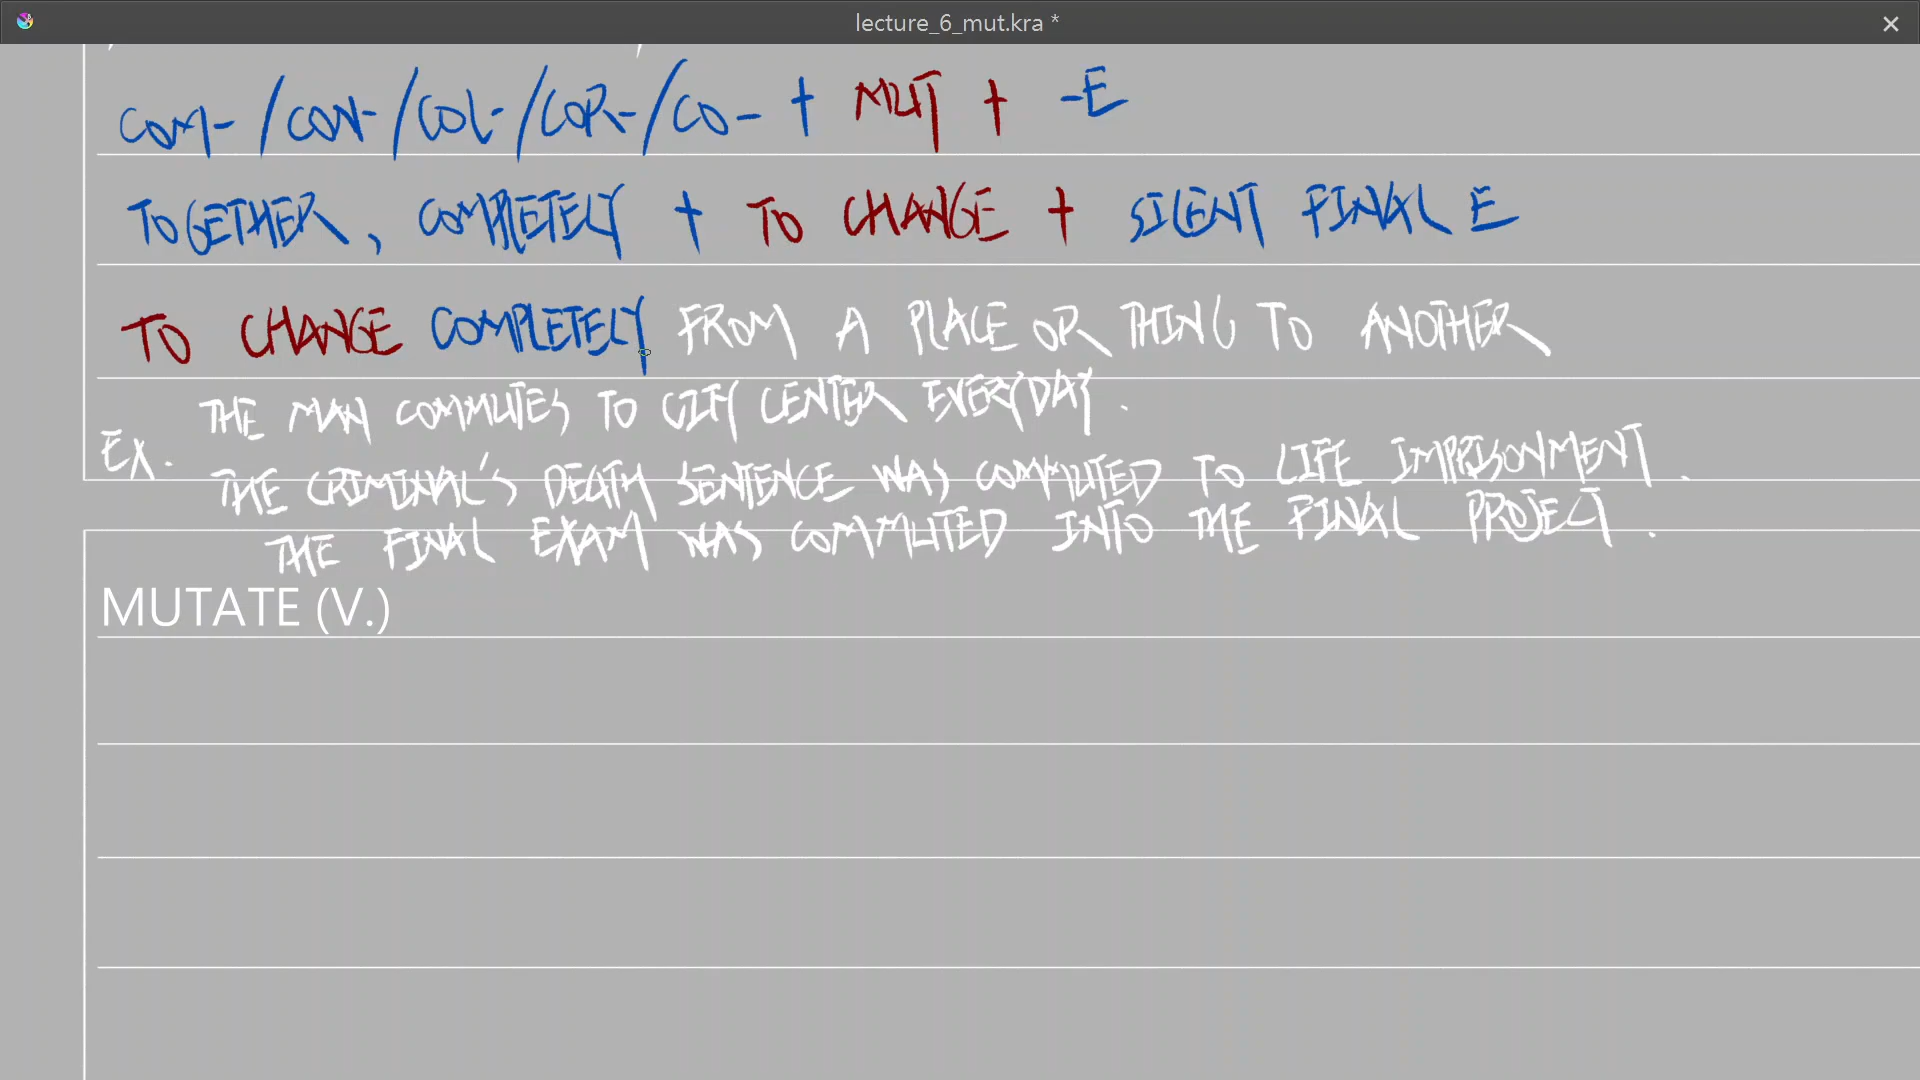 lecture_6_mut.kra *
COM- / CON- / COL- / COR- / CO- + MUT + -E
TOGETHER, COMPLETELY + TO CHANGE + SILENT FINAL E
TO CHANGE COMPLETELY FROM A PLACE OR THING TO ANOTHER
THE MAN COMMUTES TO CITY CENTER EVERYDAY.
EX.
THE CRIMINAL'S DEATH SENTENCE WAS COMMUTED TO LIFE IMPRISONMENT.
THE FINAL EXAM WAS COMMUTED INTO THE FINAL PROJECT.
MUTATE (V.)